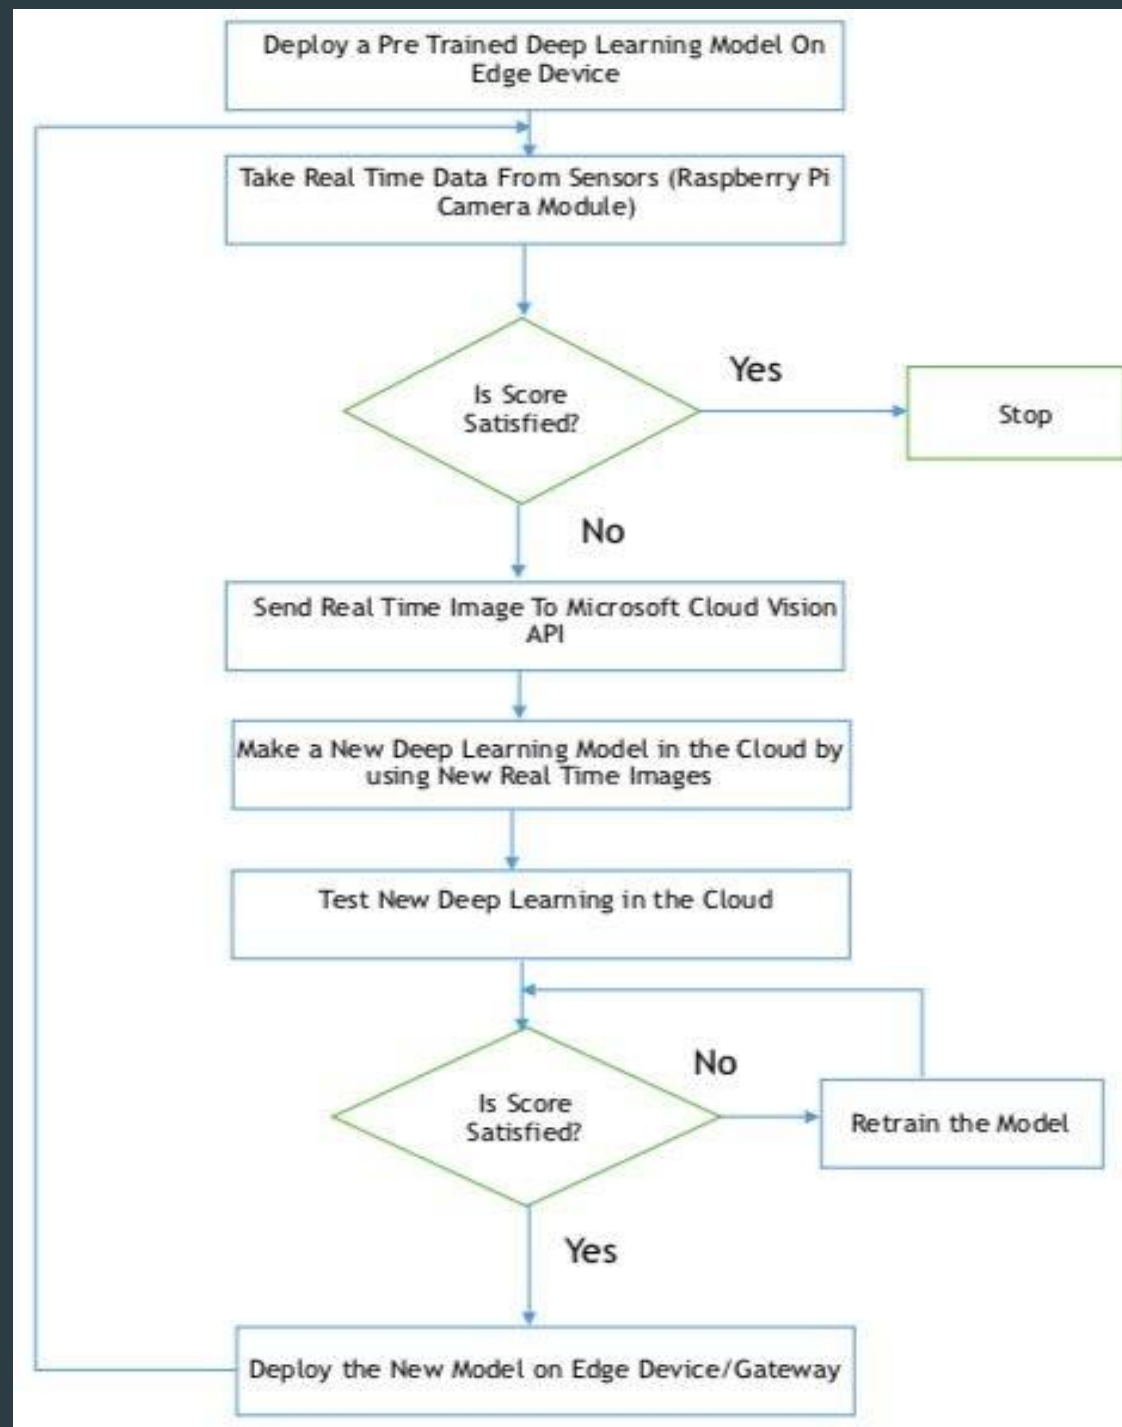 Deploy a Pre Trained Deep Learning Model On
Edge Device
Take Real Time Data From Sensors (Raspberry Pi
Camera Module)
Is Score
Satisfied?
Yes
Stop
No
Send Real Time Image To Microsoft Cloud Vision
API
Make a New Deep Learning Model in the Cloud by
using New Real Time Images
Test New Deep Learning in the Cloud
Is Score
Satisfied?
No
Retrain the Model
Yes
Deploy the New Model on Edge Device/Gateway